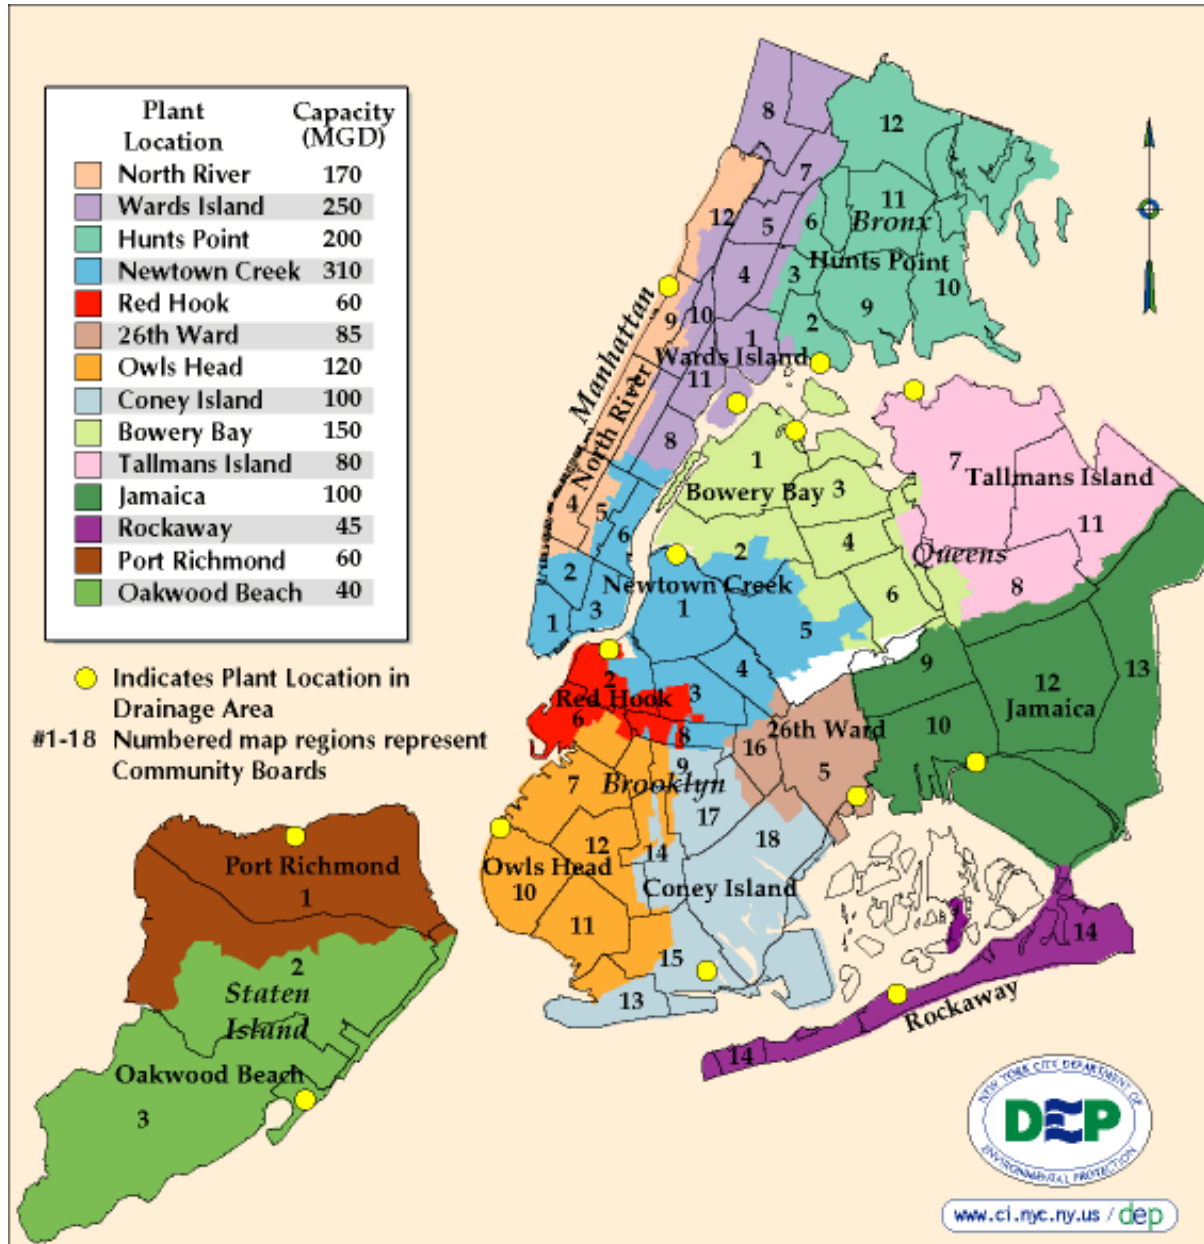 Plant Location Capacity (MGD)
North River 170
Wards Island 250
Hunts Point 200
Newtown Creek 310
Red Hook 60
26th Ward 85
Owls Head 120
Coney Island 100
Bowery Bay 150
Tallmans Island 80
Jamaica 100
Rockaway 45
Port Richmond 60
Oakwood Beach 40
Indicates Plant Location in
Drainage Area
#1-18 Numbered map regions represent
Community Boards
8
12
7
12
11
5
6
Bronx
Hunts Point
4
3
10
Manhattan
9
10
9
2
1
Wards Island
11
North River
8
1
7
Tallmans Island
Bowery Bay
3
4
5
11
6
4
2
Queens
2
Newtown Creek
8
6
1
3
1
5
9
13
4
12
2
Red Hook
3
Jamaica
6
10
26th Ward
8
16
9
5
7
Brooklyn
17
18
12
14
Owls Head
Coney Island
10
11
15
13
14
Rockaway
14
Port Richmond
1
2
Staten
Island
Oakwood Beach
3
NEW YORK CITY DEPARTMENT OF
DEP
ENVIRONMENTAL PROTECTION
www.ci.nyc.ny.us / dep